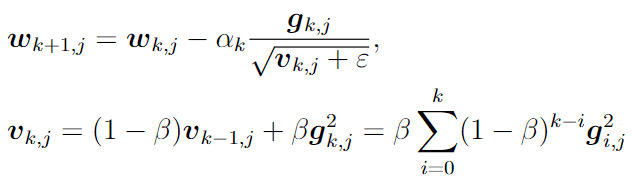 w_{k+1,j} = w_{k,j} − α_k \frac{g_{k,j}}{\sqrt{v_{k,j} + ε}},
v_{k,j} = (1 − β)v_{k−1,j} + βg_{k,j}^2 = β \sum_{i=0}^{k} (1 − β)^{k−i} g_{i,j}^2